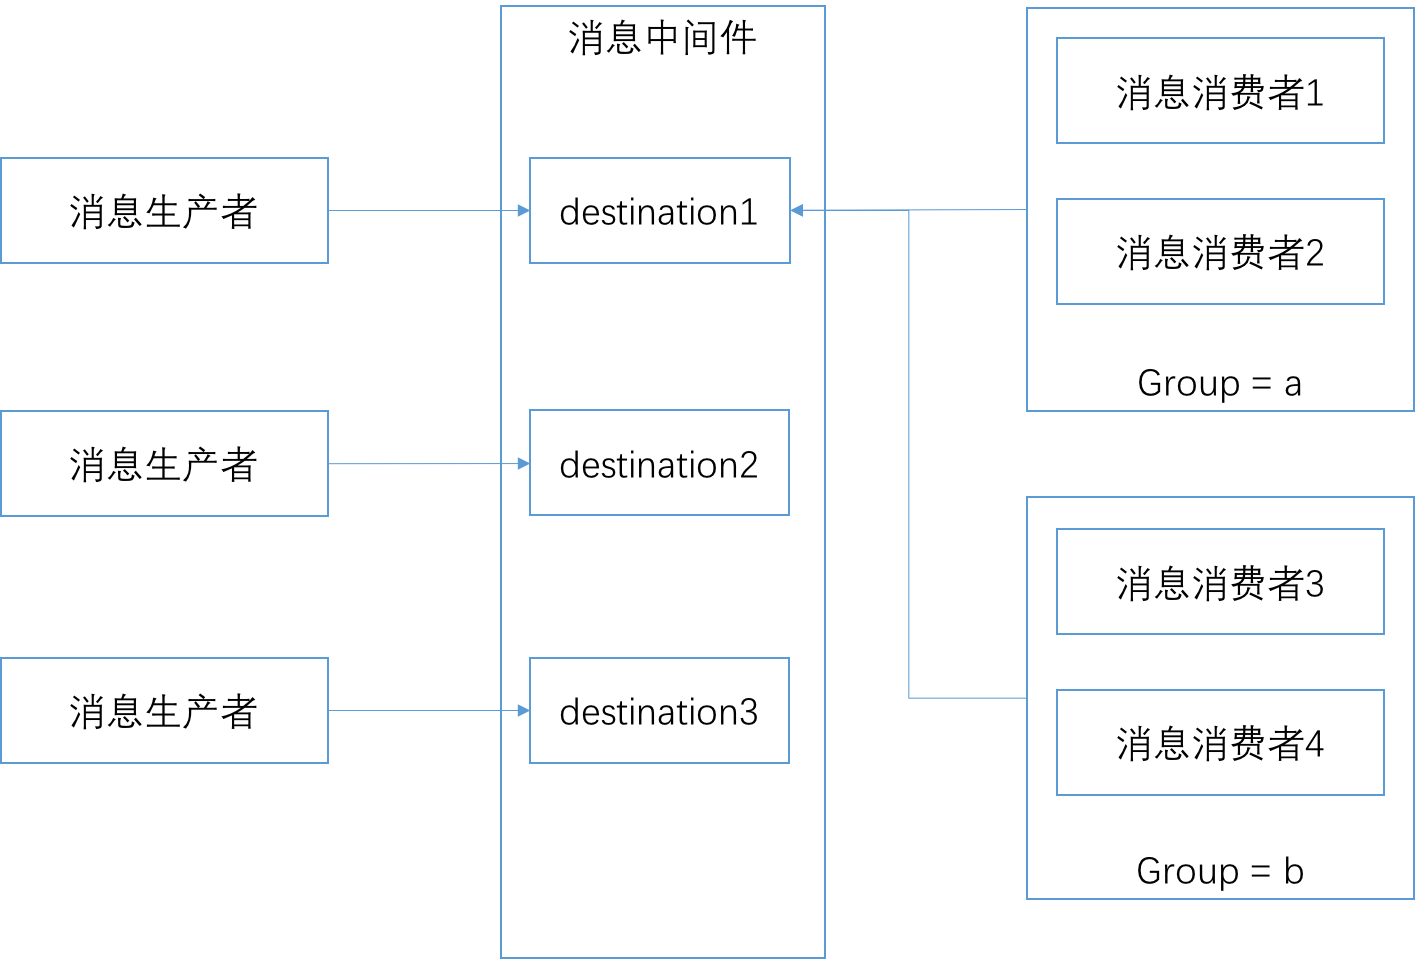 消息中间件
消息生产者
destination1
消息生产者
destination2
消息生产者
destination3
消息消费者1
消息消费者2
Group = a
消息消费者3
消息消费者4
Group = b